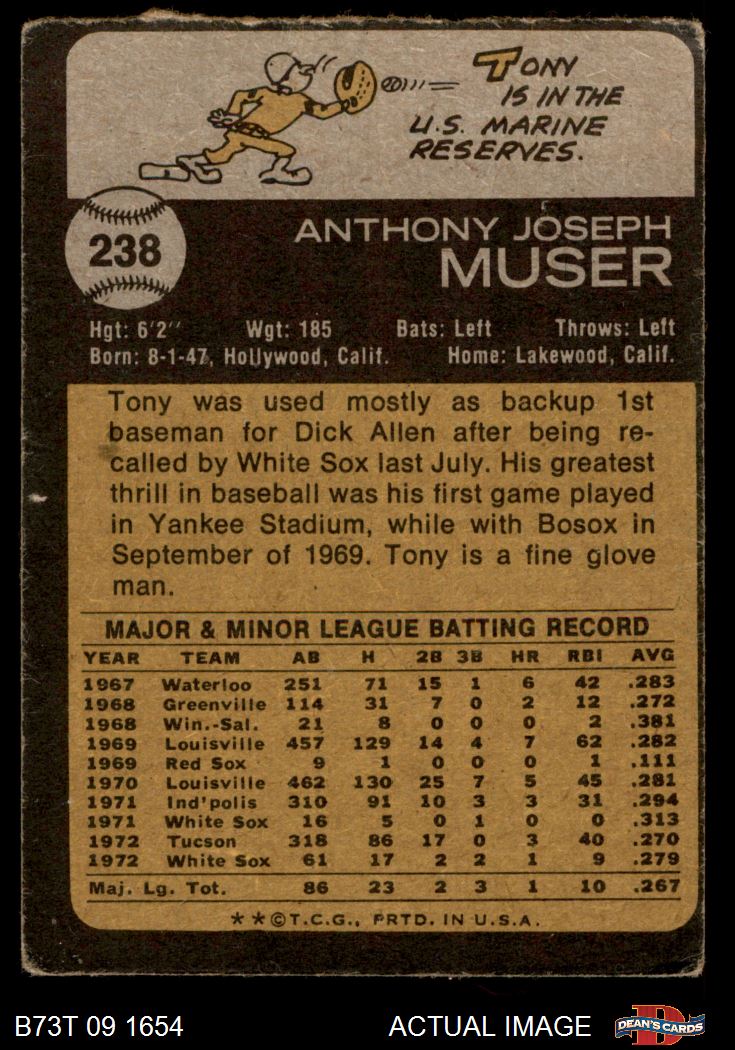 TONY
IS IN THE
U.S. MARINE
RESERVES.
238
ANTHONY JOSEPH
MUSER
Hgt: 6'2" Wgt: 185 Bats: Left Throws: Left
Born: 8-1-47, Hollywood, Calif. Home: Lakewood, Calif.
Tony was used mostly as backup 1st
baseman for Dick Allen after being re-
called by White Sox last July. His greatest
thrill in baseball was his first game played
in Yankee Stadium, while with Bosox in
September of 1969. Tony is a fine glove
man.
MAJOR & MINOR LEAGUE BATTING RECORD
YEAR TEAM AB H 2B 3B HR RBI AVG
1967 Waterloo 251 71 15 1 6 42 .283
1968 Greenville 114 31 7 0 2 12 .272
1968 Win.-Sal. 21 8 0 0 0 2 .381
1969 Louisville 457 129 14 4 7 62 .282
1969 Red Sox 9 1 0 0 0 1 .111
1970 Louisville 462 130 25 7 5 45 .281
1971 Ind'polis 310 91 10 3 3 31 .294
1971 White Sox 16 5 0 1 0 0 .313
1972 Tucson 318 86 17 0 3 40 .270
1972 White Sox 61 17 2 2 1 9 .279
Maj. Lg. Tot. 86 23 2 3 1 10 .267
★ ★ © T.C.G., PRTD. IN U.S.A.
B73T 09 1654 ACTUAL IMAGE D DEAN'S CARDS